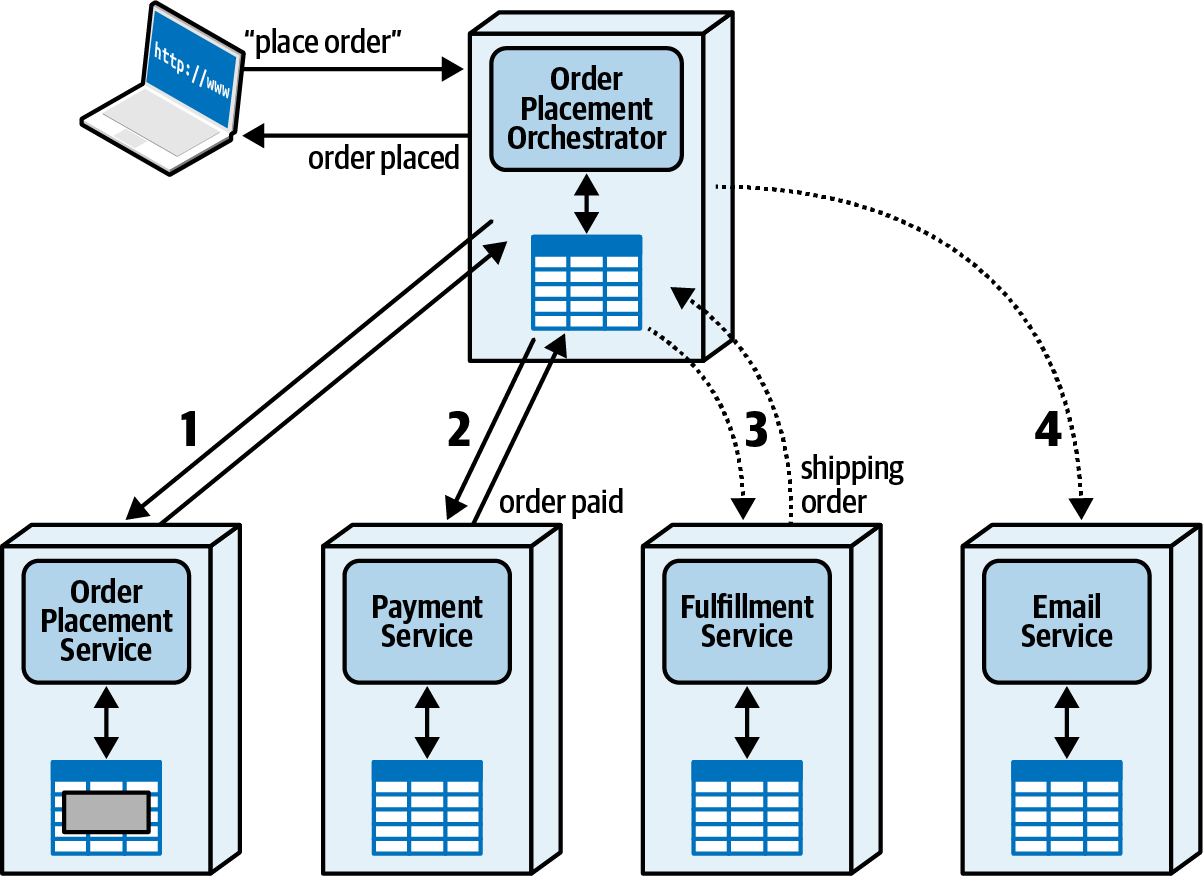 “place order”
http://www
order placed
Order
Placement
Orchestrator
1
2
3
4
order paid
shipping
order
Order
Placement
Service
Payment
Service
Fulfillment
Service
Email
Service